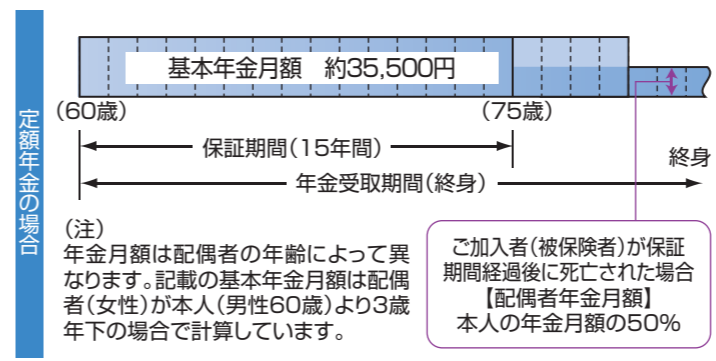 定額年金の場合
基本年金月額 約35,500円
(60歳)
(75歳)
保証期間(15年間)
終身
年金受取期間(終身)
(注)
年金月額は配偶者の年齢によって異
なります。記載の基本年金月額は配偶
者(女性)が本人(男性60歳)より3歳
年下の場合で計算しています。
ご加入者(被保険者)が保証
期間経過後に死亡された場合
【配偶者年金月額】
本人の年金月額の50%